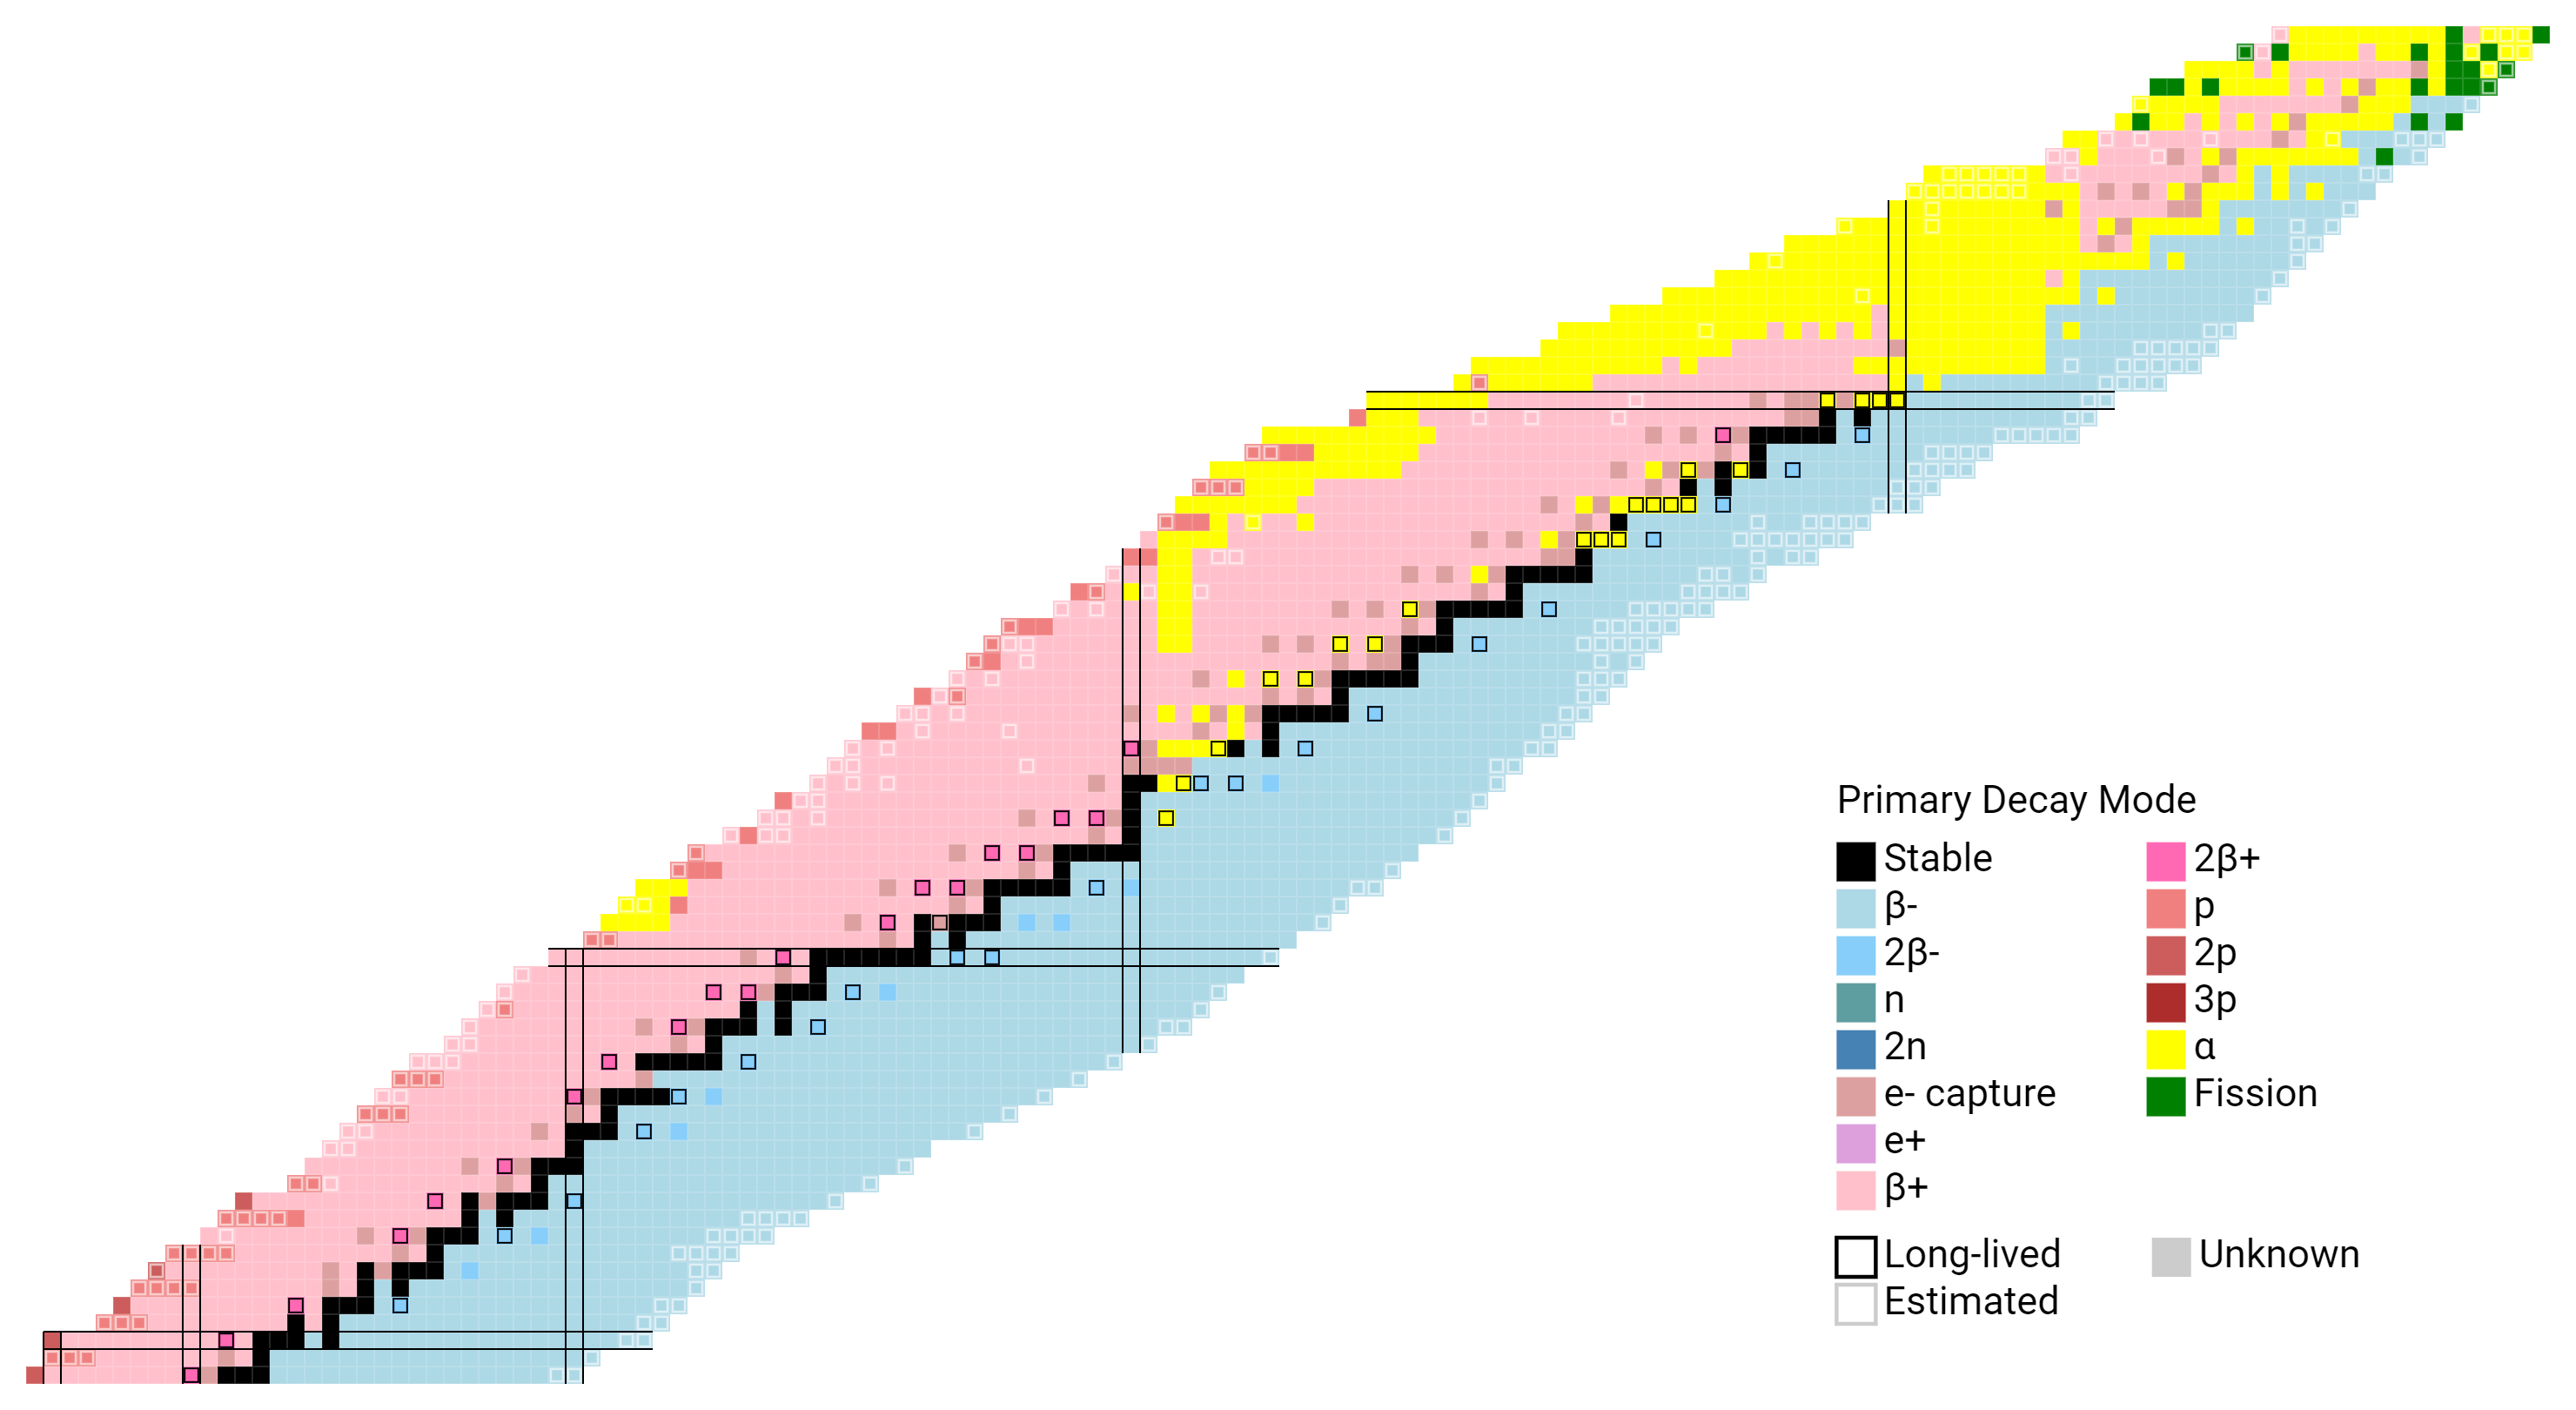 Primary Decay Mode
Stable
β-
2β-
n
2n
e- capture
e+
β+
2β+
p
2p
3p
α
Fission
Long-lived
Estimated
Unknown